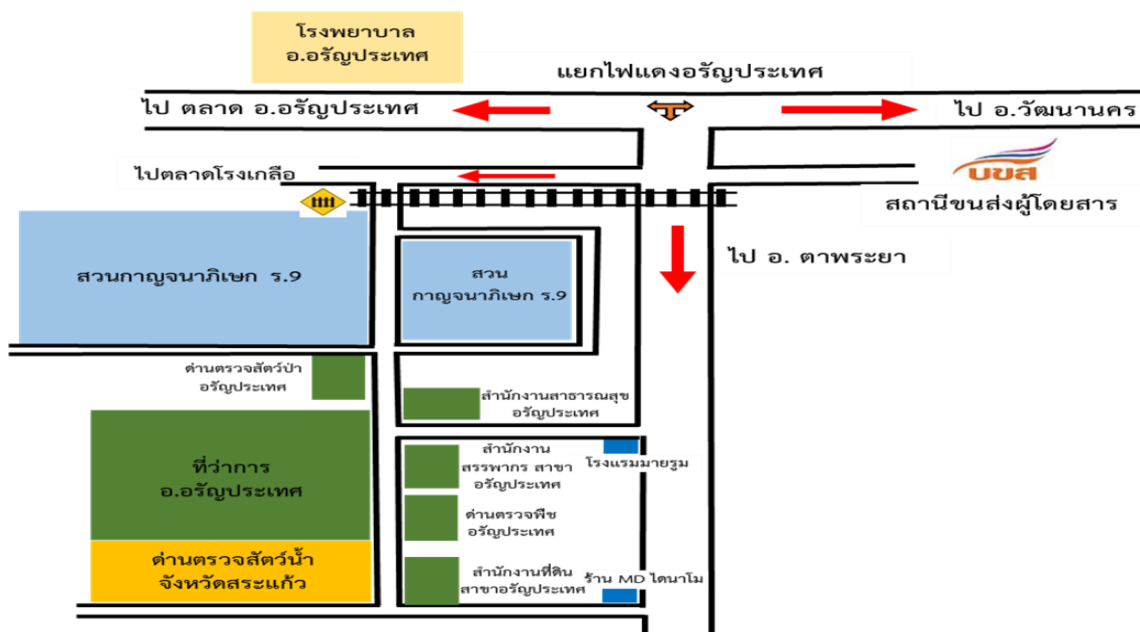 โรงพยาบาล
อ.อรัญประเทศ
แยกไฟแดงอรัญประเทศ
ไป ตลาด อ.อรัญประเทศ
ไป อ.วัฒนานคร
ไปตลาดโรงเกลือ
บขส
สถานีขนส่งผู้โดยสาร
สวนกาญจนาภิเษก ร.9
สวน
กาญจนาภิเษก ร.9
ไป อ. ตาพระยา
ด่านตรวจสัตว์ป่า
อรัญประเทศ
สำนักงานสาธารณสุข
อรัญประเทศ
ที่ว่าการ
อ.อรัญประเทศ
สำนักงาน
สรรพากร สาขา
อรัญประเทศ
โรงแรมมายรูม
ด่านตรวจพืช
อรัญประเทศ
ด่านตรวจสัตว์น้ำ
จังหวัดสระแก้ว
สำนักงานที่ดิน
สาขาอรัญประเทศ
ร้าน MD ไดนาโม